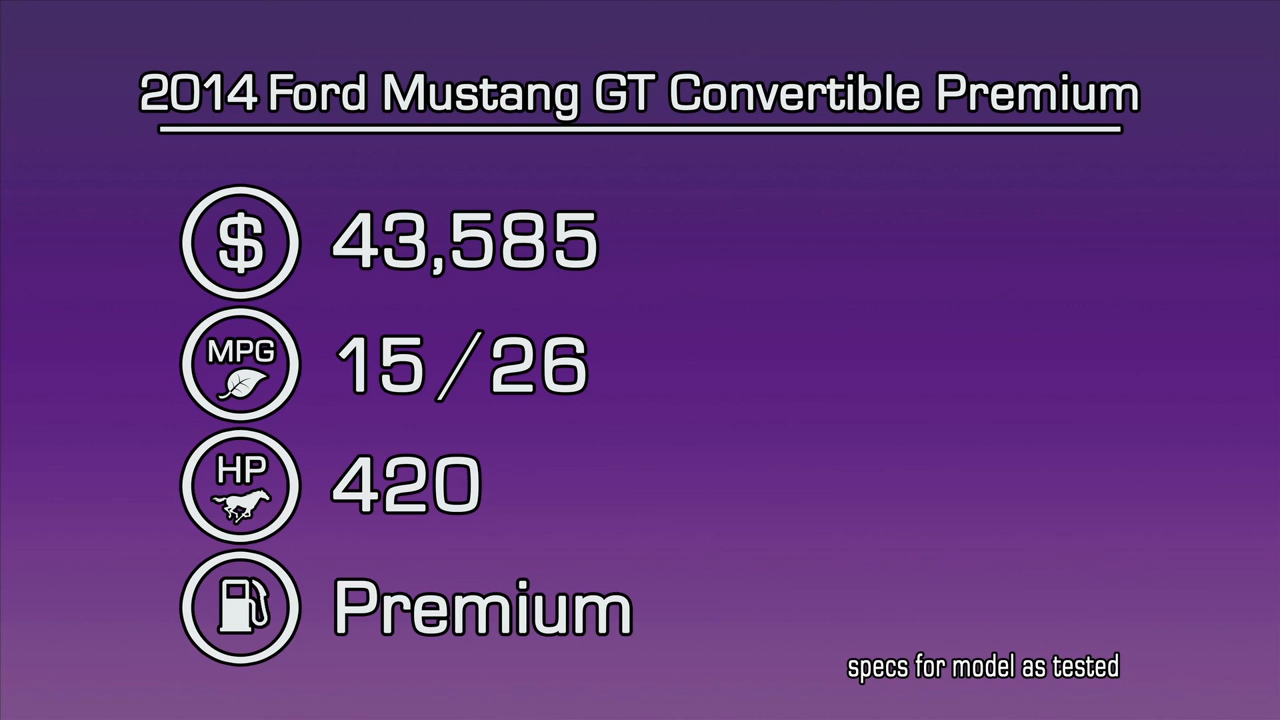 2014 Ford Mustang GT Convertible Premium
$ 43,585
MPG 15/26
HP 420
Premium
specs for model as tested